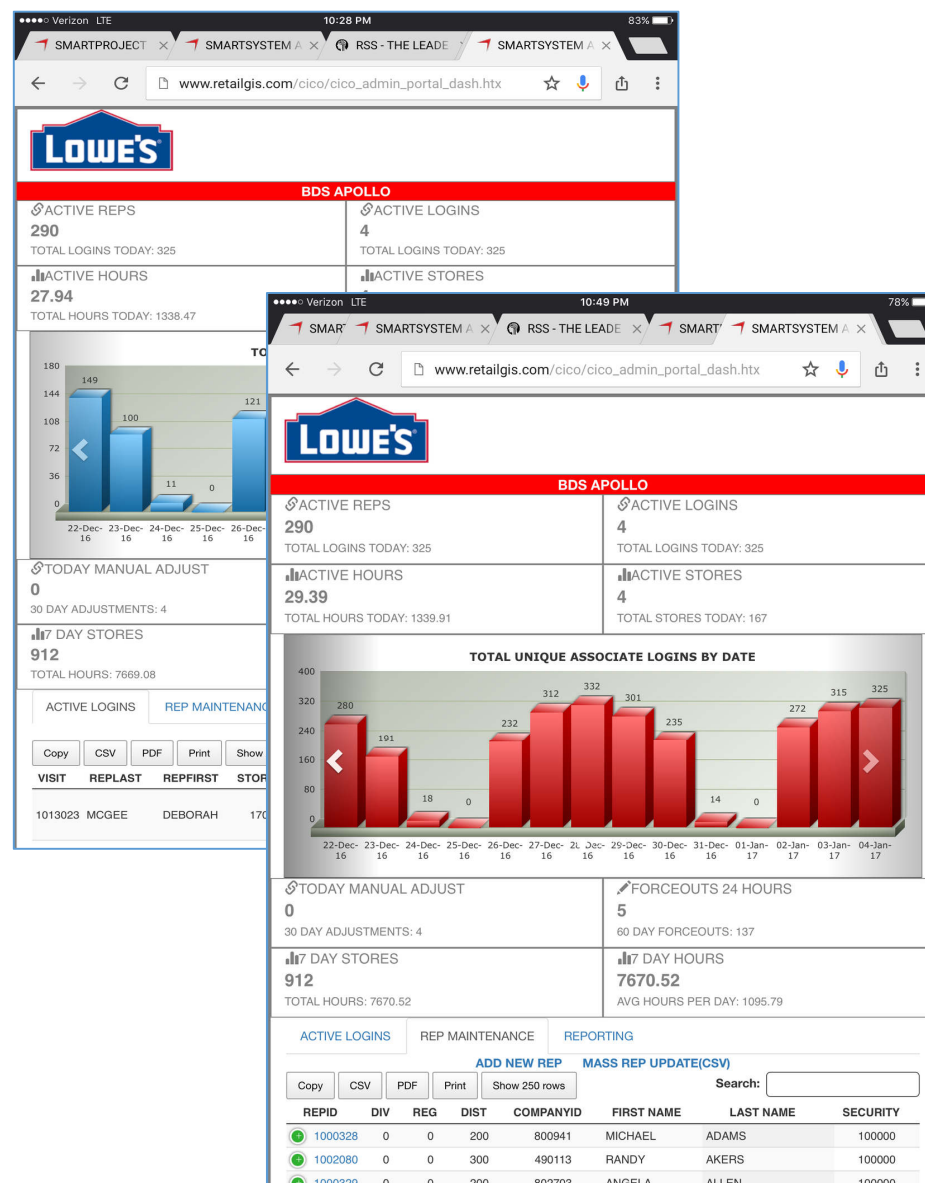 Verizon LTE 10:28 PM 83%
SMARTPROJECT × SMARTSYSTEM A × RSS - THE LEADE SMARTSYSTEM A ×
www.retailgis.com/cico/cico_admin_portal_dash.htx
LOWE'S
BDS APOLLO
ACTIVE REPS
290
TOTAL LOGINS TODAY: 325
ACTIVE LOGINS
4
TOTAL LOGINS TODAY: 325
ACTIVE HOURS
27.94
TOTAL HOURS TODAY: 1338.47
ACTIVE STORES
TO
180
144
108
72
36
0
149
100
11
0
121
22-Dec-16 23-Dec-16 24-Dec-16 25-Dec-16 26-Dec-16
TODAY MANUAL ADJUST
0
30 DAY ADJUSTMENTS: 4
7 DAY STORES
912
TOTAL HOURS: 7669.08
ACTIVE LOGINS REP MAINTENANC
Copy CSV PDF Print Show
VISIT REPLAST REPFIRST STOR
1013023 MCGEE DEBORAH 170
Verizon LTE 10:49 PM 78%
SMAR SMARTSYSTEM A × RSS - THE LEADE × SMART SMARTSYSTEM A ×
www.retailgis.com/cico/cico_admin_portal_dash.htx
LOWE'S
BDS APOLLO
ACTIVE REPS
290
TOTAL LOGINS TODAY: 325
ACTIVE LOGINS
4
TOTAL LOGINS TODAY: 325
ACTIVE HOURS
29.39
TOTAL HOURS TODAY: 1339.91
ACTIVE STORES
4
TOTAL STORES TODAY: 167
TOTAL UNIQUE ASSOCIATE LOGINS BY DATE
400
320
240
160
80
0
280 191 18 0 232 312 332 301 235 14 0 272 315 325
22-Dec-16 23-Dec-16 24-Dec-16 25-Dec-16 26-Dec-16 27-Dec-16 29-Dec-16 30-Dec-16 31-Dec-16 01-Jan-17 02-Jan-17 03-Jan-17 04-Jan-17
TODAY MANUAL ADJUST
0
30 DAY ADJUSTMENTS: 4
FORCEOUTS 24 HOURS
5
60 DAY FORCEOUTS: 137
7 DAY STORES
912
TOTAL HOURS: 7670.52
7 DAY HOURS
7670.52
AVG HOURS PER DAY: 1095.79
ACTIVE LOGINS REP MAINTENANCE REPORTING
ADD NEW REP MASS REP UPDATE(CSV)
Copy CSV PDF Print Show 250 rows Search:
REPID DIV REG DIST COMPANYID FIRST NAME LAST NAME SECURITY
1000328 0 0 200 800941 MICHAEL ADAMS 100000
1002080 0 0 300 490113 RANDY AKERS 100000